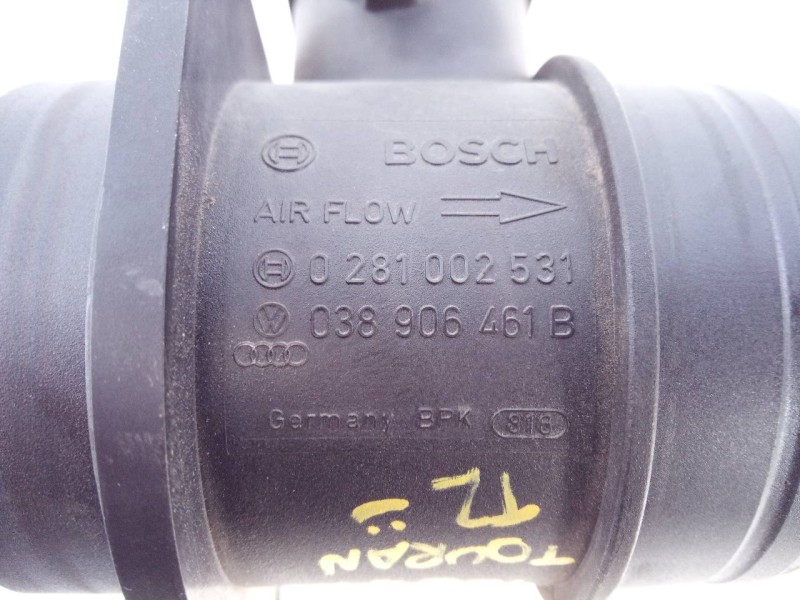 BOSCH
AIR FLOW
0 281 002 531
038 906 461 B
Germany BPK 818
TOURAN